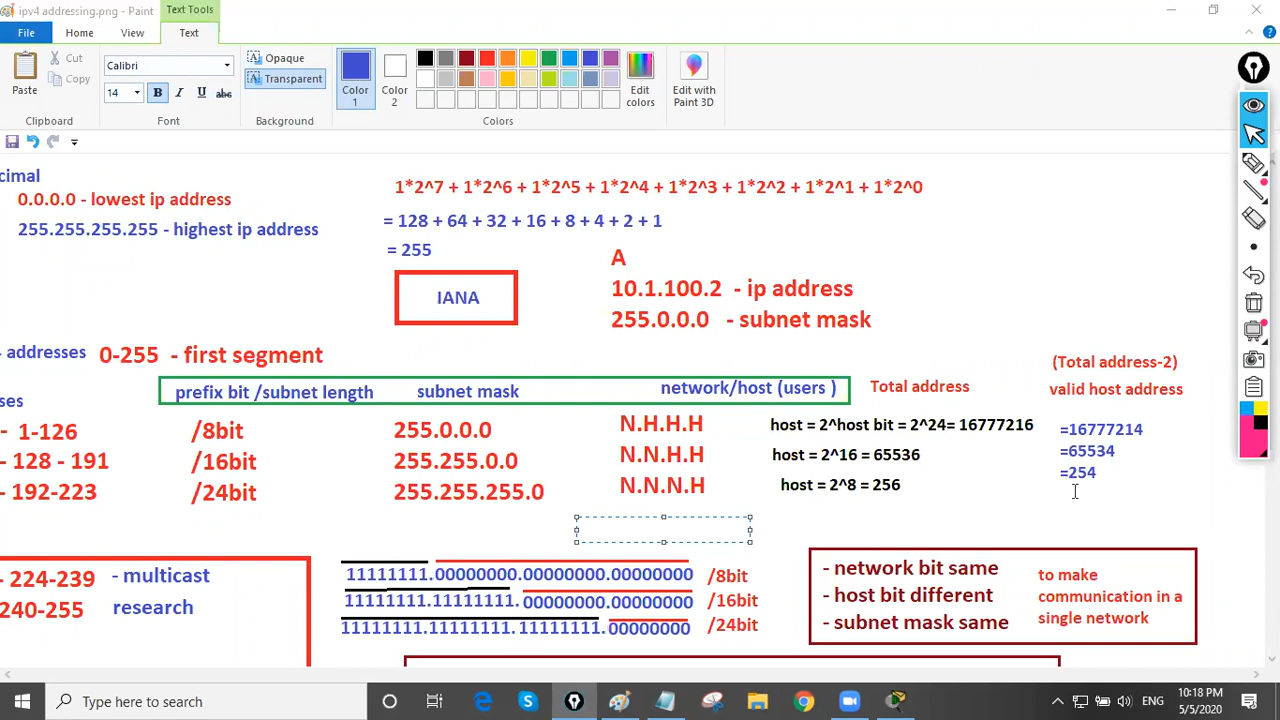 ipv4 addressing.png - Paint
Text Tools
File
Home
View
Text
Paste
Cut
Copy
Calibri
14
B I U abc
Opaque
Transparent
Color 1
Color 2
Edit colors
Edit with Paint 3D
Clipboard
Font
Background
Colors
cimal
0.0.0.0 - lowest ip address
255.255.255.255 - highest ip address
1*2^7 + 1*2^6 + 1*2^5 + 1*2^4 + 1*2^3 + 1*2^2 + 1*2^1 + 1*2^0
= 128 + 64 + 32 + 16 + 8 + 4 + 2 + 1
= 255
IANA
A
10.1.100.2 - ip address
255.0.0.0 - subnet mask
- addresses 0-255 - first segment
(Total address-2)
prefix bit /subnet length subnet mask network/host (users ) Total address valid host address
ses
- 1-126 /8bit 255.0.0.0 N.H.H.H host = 2^host bit = 2^24= 16777216 =16777214
- 128 - 191 /16bit 255.255.0.0 N.N.H.H host = 2^16 = 65536 =65534
- 192-223 /24bit 255.255.255.0 N.N.N.H host = 2^8 = 256 =254
- 224-239 - multicast
240-255 research
11111111.00000000.00000000.00000000 /8bit
11111111.11111111.00000000.00000000 /16bit
11111111.11111111.11111111.00000000 /24bit
- network bit same
- host bit different
- subnet mask same
to make
communication in a
single network
Type here to search
ENG
10:18 PM
5/5/2020